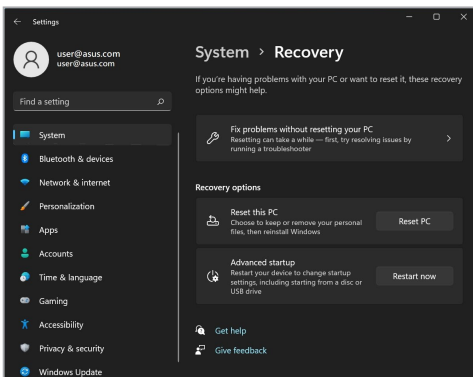 Settings
user@asus.com
user@asus.com
Find a setting
System
Bluetooth & devices
Network & internet
Personalization
Apps
Accounts
Time & language
Gaming
Accessibility
Privacy & security
Windows Update
System > Recovery
If you're having problems with your PC or want to reset it, these recovery
options might help.
Fix problems without resetting your PC
Resetting can take a while — first, try resolving issues by
running a troubleshooter
Recovery options
Reset this PC
Choose to keep or remove your personal
files, then reinstall Windows
Reset PC
Advanced startup
Restart your device to change startup
settings, including starting from a disc or
USB drive
Restart now
Get help
Give feedback